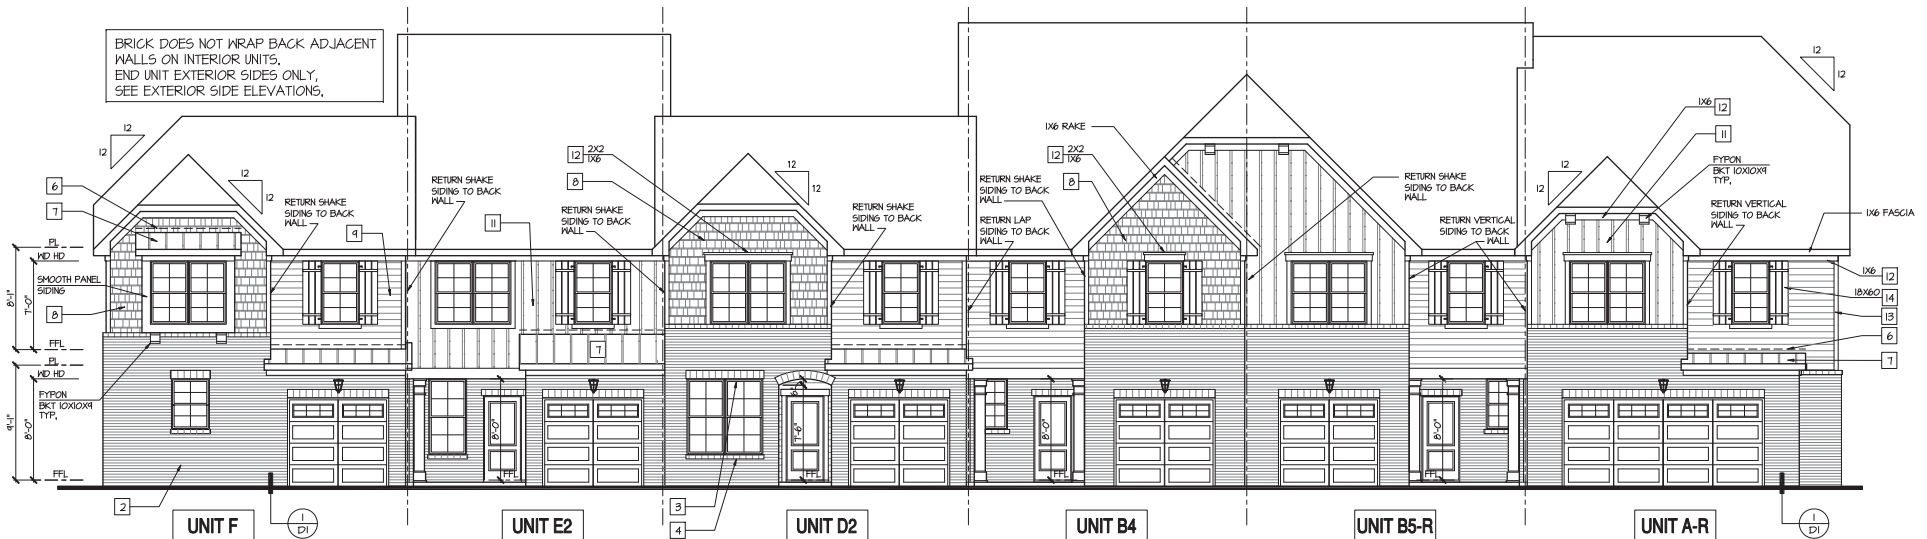 BRICK DOES NOT WRAP BACK ADJACENT
WALLS ON INTERIOR UNITS.
END UNIT EXTERIOR SIDES ONLY,
SEE EXTERIOR SIDE ELEVATIONS.
12
12
12
12
6
7
PL
WD HD
SMOOTH PANEL
SIDING
8
8'-1"
7'-0"
FFL
PL
WD HD
FYPON
BKT 10X10X9
TYP.
9'-1"
8'-0"
FFL
2
RETURN SHAKE
SIDING TO BACK
WALL
9
RETURN SHAKE
SIDING TO BACK
WALL
11
12
2X2
1X6
8
RETURN SHAKE
SIDING TO BACK
WALL
7
8'-0"
FFL
12
12
RETURN SHAKE
SIDING TO BACK
WALL
7'-6"
FFL
3
4
1X6 RAKE
12
2X2
1X6
8
RETURN SHAKE
SIDING TO BACK
WALL
RETURN LAP
SIDING TO BACK
WALL
8'-0"
FFL
RETURN SHAKE
SIDING TO BACK
WALL
RETURN VERTICAL
SIDING TO BACK
WALL
8'-0"
FFL
12
12
1X6
12
11
FYPON
BKT 10X10X9
TYP.
12
12
RETURN VERTICAL
SIDING TO BACK
WALL
1X6 FASCIA
1X6
12
18X60
14
13
6
7
UNIT F
1
D1
UNIT E2
UNIT D2
UNIT B4
UNIT B5-R
UNIT A-R
1
D1